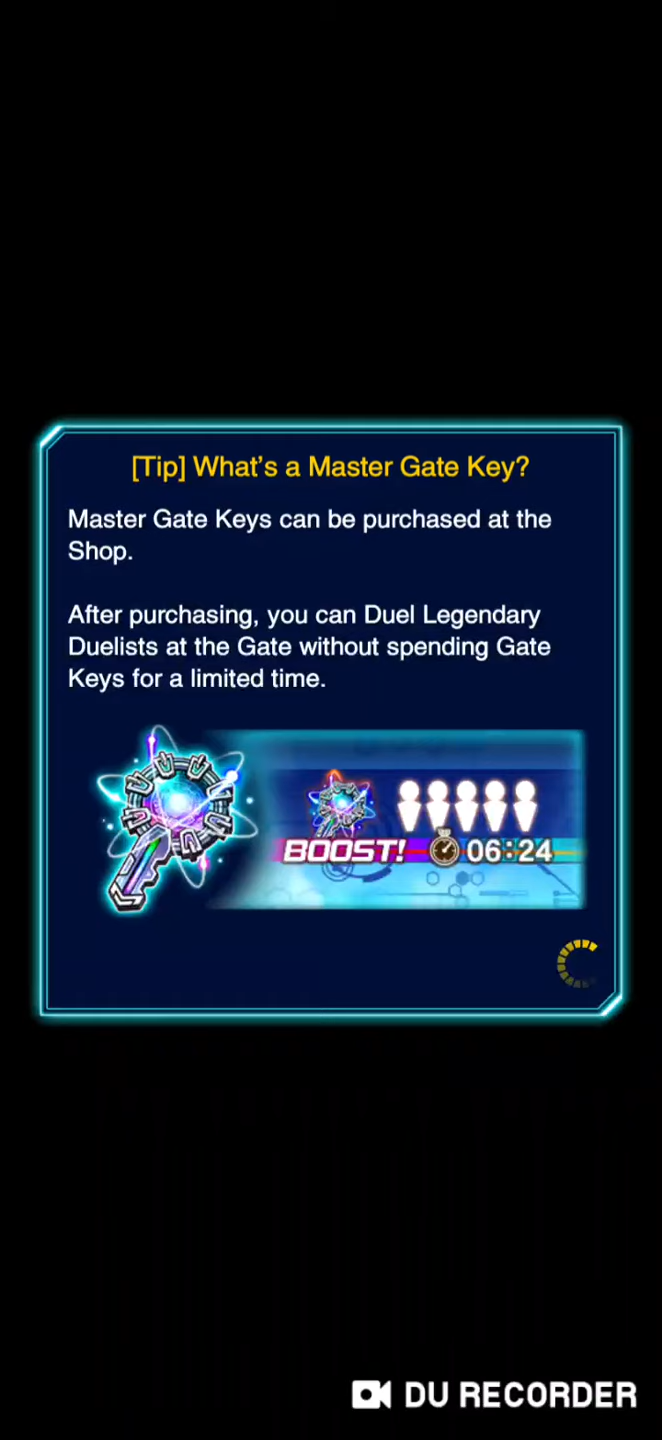 [Tip] What's a Master Gate Key?
Master Gate Keys can be purchased at the
Shop.
After purchasing, you can Duel Legendary
Duelists at the Gate without spending Gate
Keys for a limited time.
BOOST! 06:24
DU RECORDER